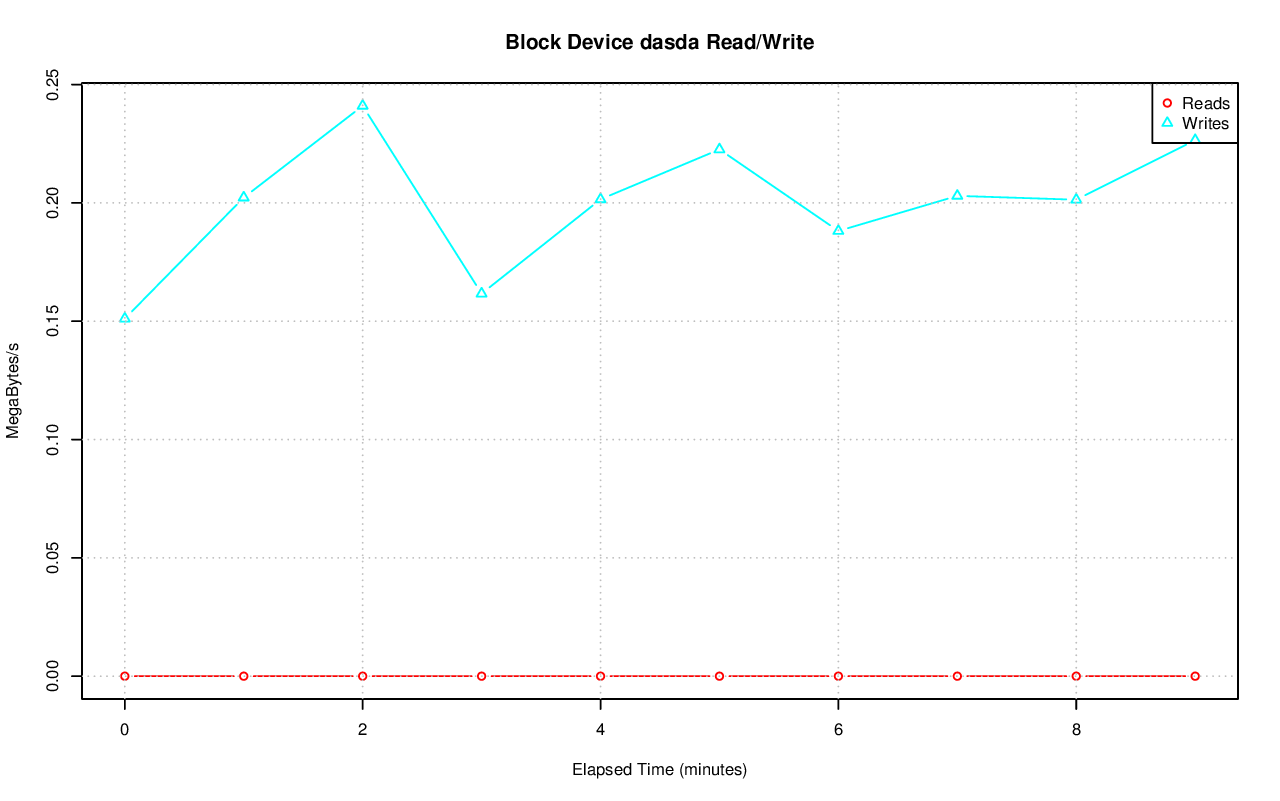 Block Device dasda Read/Write
Reads
Writes
MegaBytes/s
0.25
0.20
0.15
0.10
0.05
0.00
0 2 4 6 8
Elapsed Time (minutes)